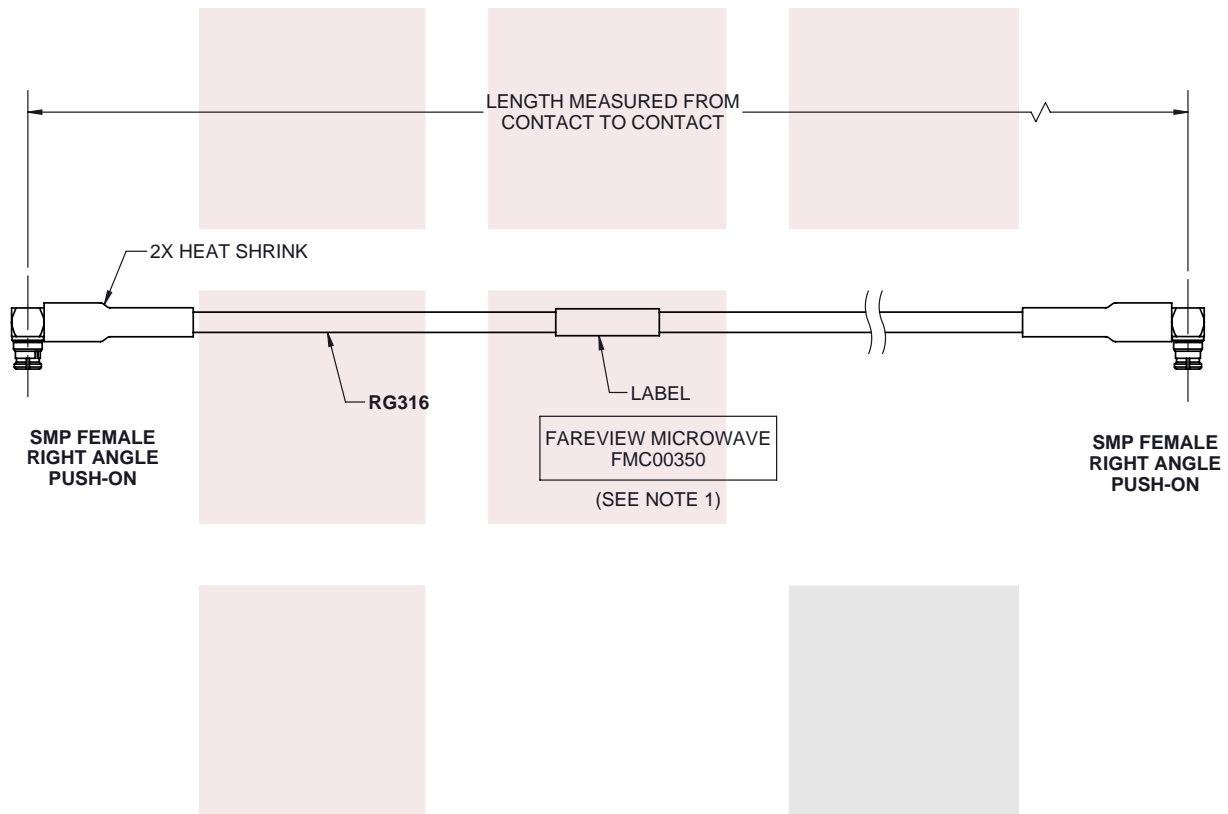 LENGTH MEASURED FROM
CONTACT TO CONTACT
2X HEAT SHRINK
RG316
LABEL
FAREVIEW MICROWAVE
FMC00350
(SEE NOTE 1)
SMP FEMALE
RIGHT ANGLE
PUSH-ON
SMP FEMALE
RIGHT ANGLE
PUSH-ON